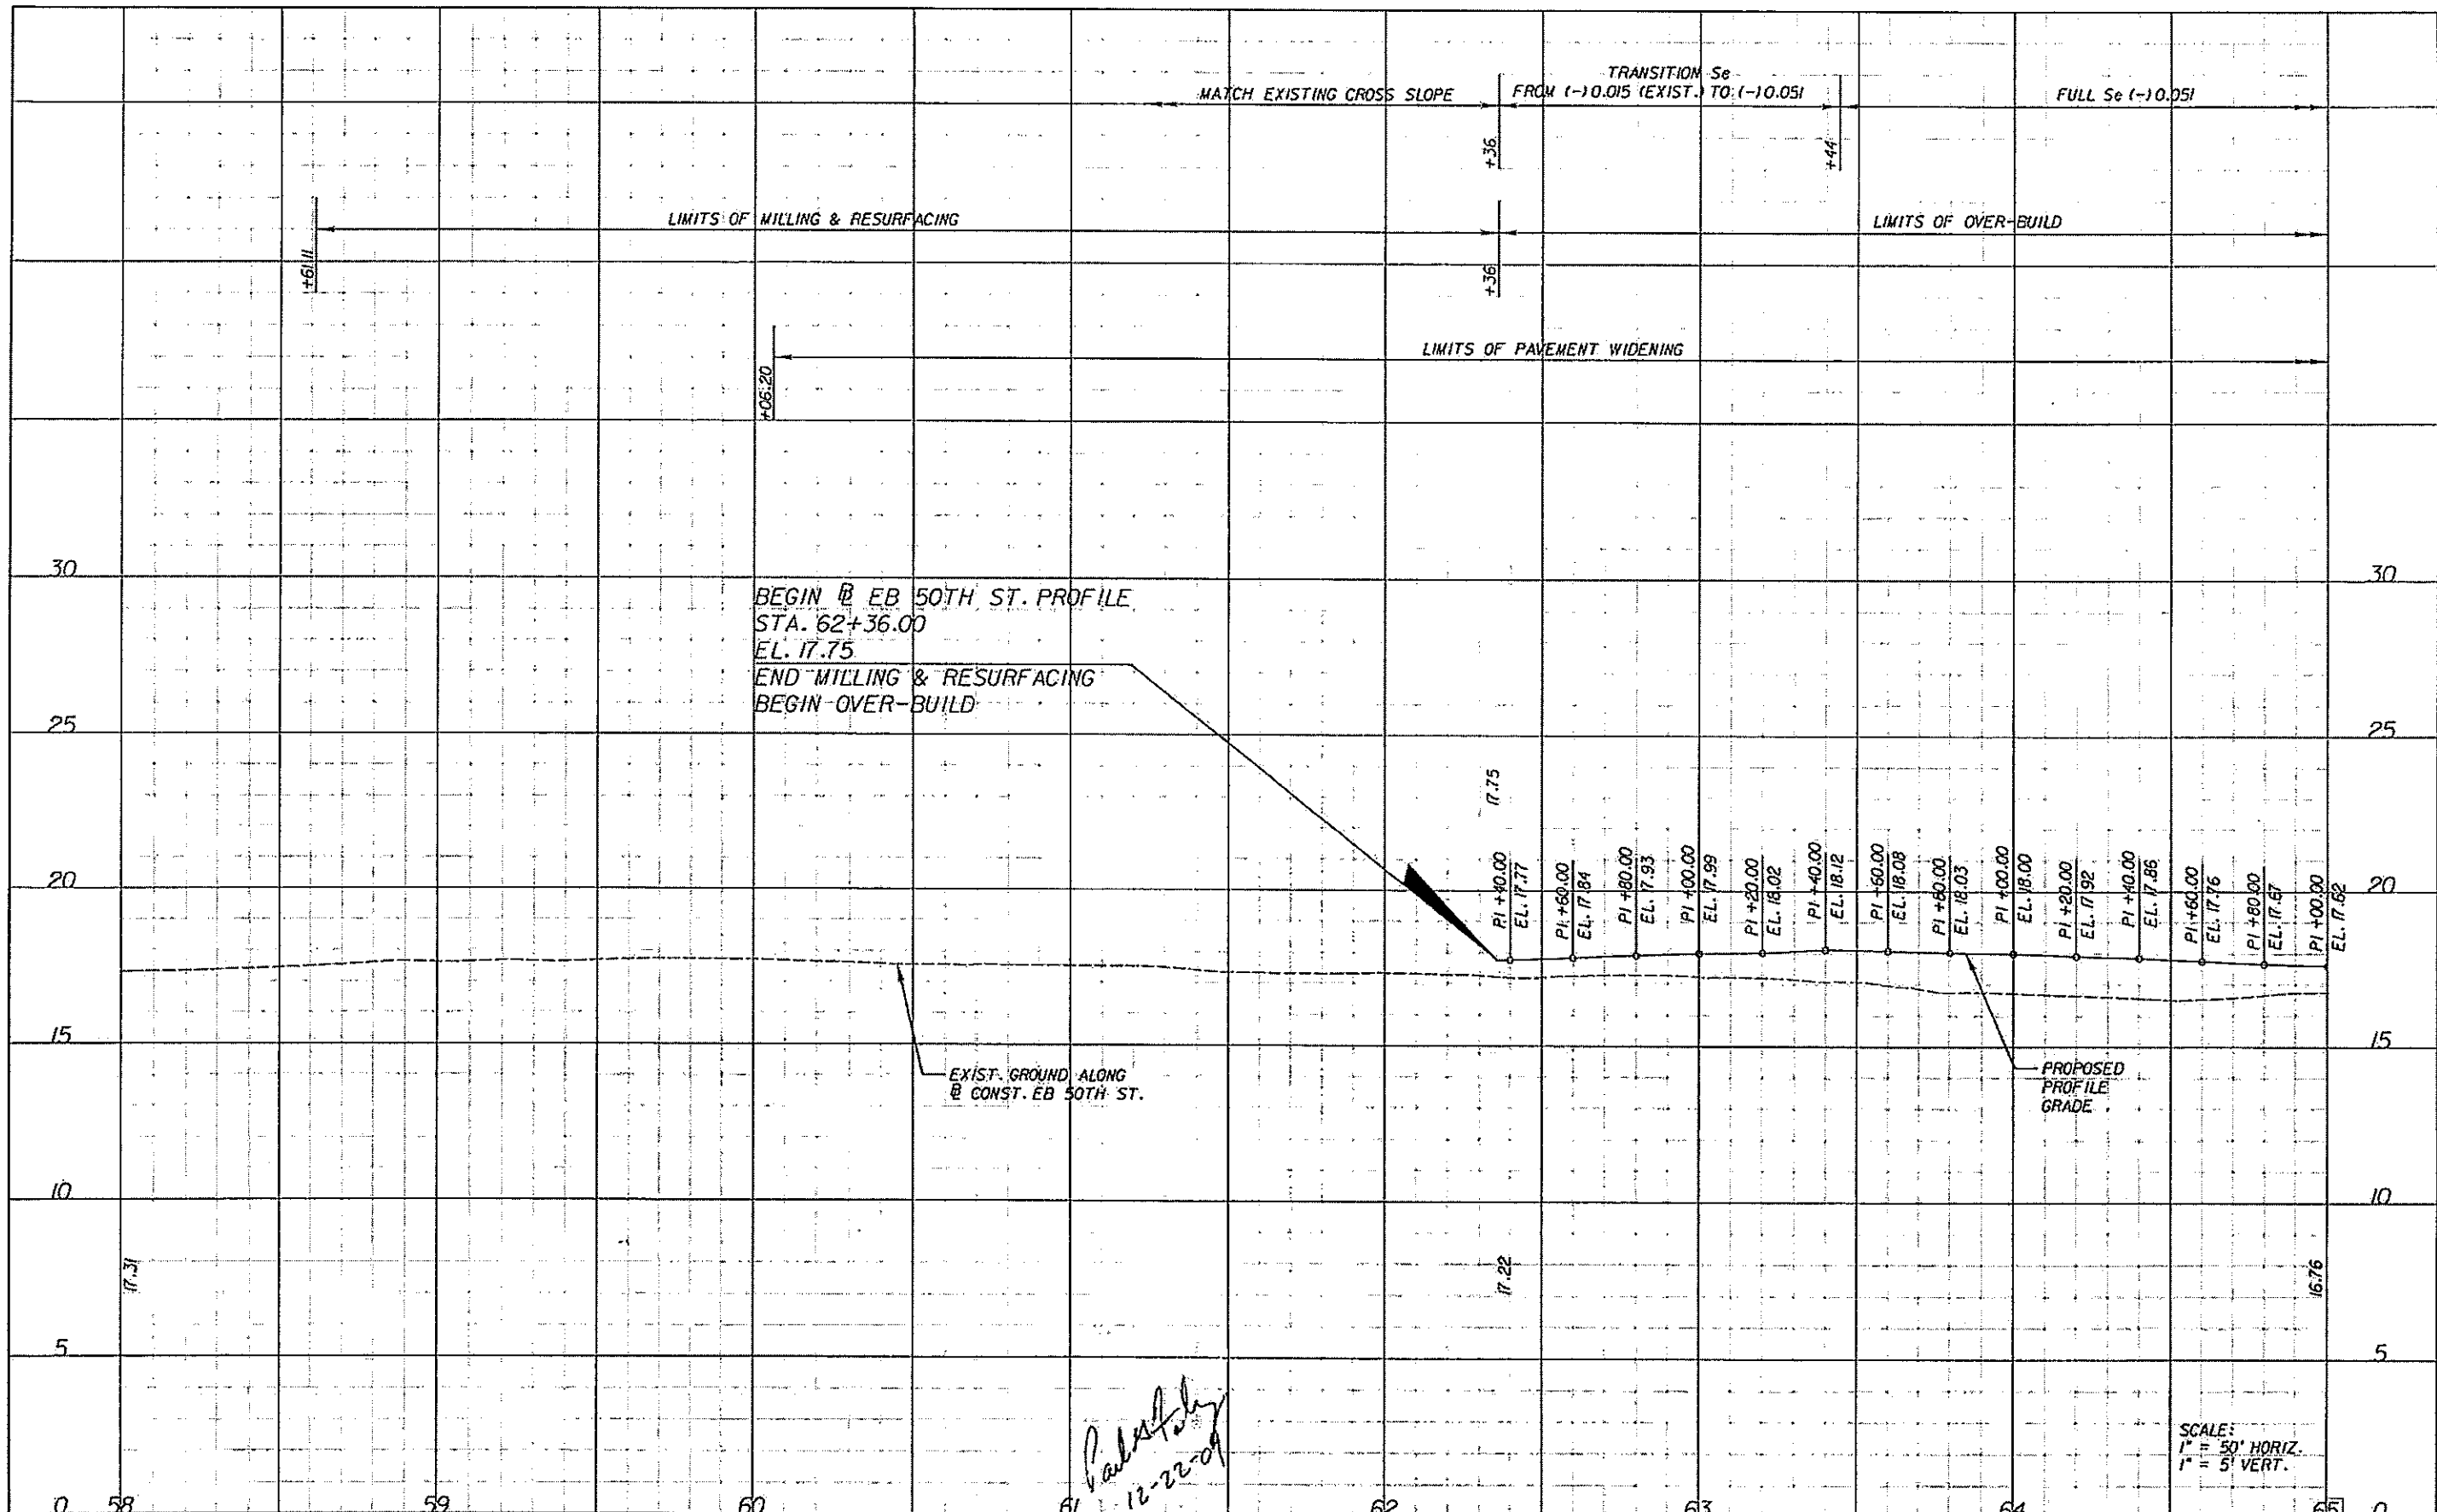 TRANSITION Se
MATCH EXISTING CROSS SLOPE
FROM (-) 0.015 (EXIST.) TO (-) 0.051
FULL Se (-) 0.051
+36
+44
LIMITS OF MILLING & RESURFACING
LIMITS OF OVER-BUILD
+61.11
+36
LIMITS OF PAVEMENT WIDENING
+06.20
30
30
BEGIN EB 50TH ST. PROFILE
STA. 62+36.00
EL. 17.75
END MILLING & RESURFACING
BEGIN OVER-BUILD
25
25
17.75
PI +40.00
EL. 17.77
PI +60.00
EL. 17.84
PI +80.00
EL. 17.93
PI +00.00
EL. 17.99
PI +20.00
EL. 18.02
PI +40.00
EL. 18.12
PI +60.00
EL. 18.08
PI +80.00
EL. 18.03
PI +00.00
EL. 18.00
PI +20.00
EL. 17.92
PI +40.00
EL. 17.86
PI +60.00
EL. 17.76
PI +80.00
EL. 17.67
PI +00.00
EL. 17.62
20
20
15
15
EXIST. GROUND ALONG
CONST. EB 50TH ST.
PROPOSED
PROFILE
GRADE
10
10
17.31
17.22
16.76
5
5
12-22-09
SCALE:
1" = 50' HORIZ.
1" = 5' VERT.
0
58
59
60
61
62
63
64
65
0